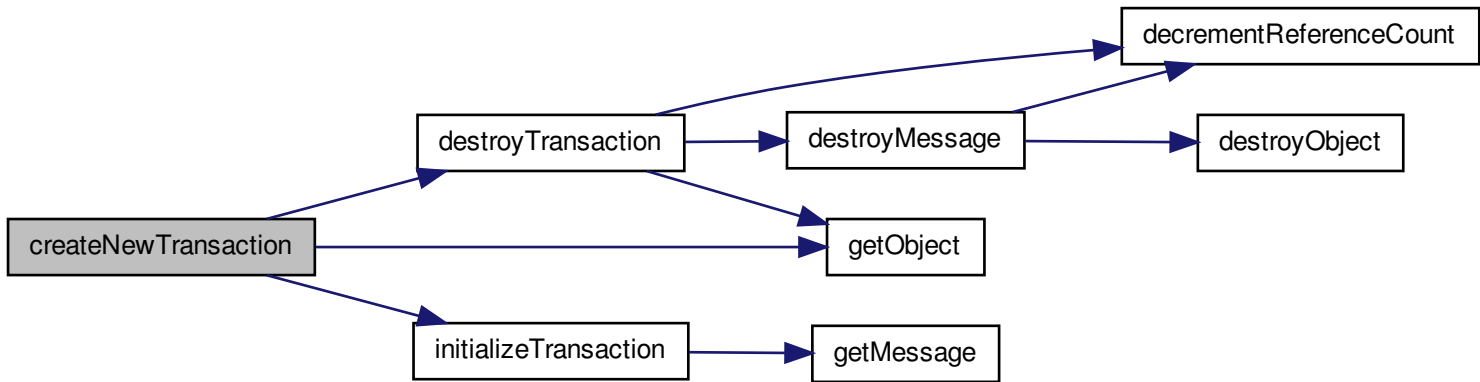 decrementReferenceCount
destroyTransaction
destroyMessage
destroyObject
createNewTransaction
getObject
initializeTransaction
getMessage